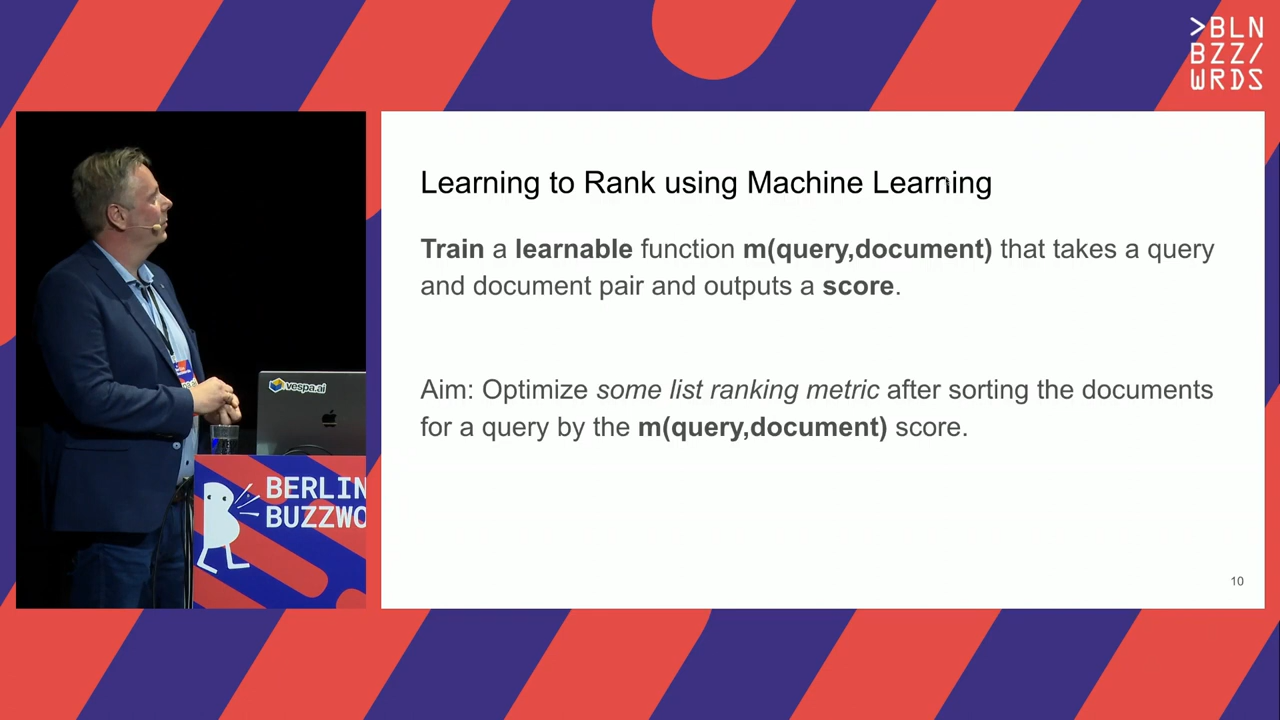 >BLN
BZZ/
WRDS
Learning to Rank using Machine Learning
Train a learnable function m(query,document) that takes a query
and document pair and outputs a score.
Aim: Optimize some list ranking metric after sorting the documents
for a query by the m(query,document) score.
10
vespa.ai
BERLIN
BUZZWO